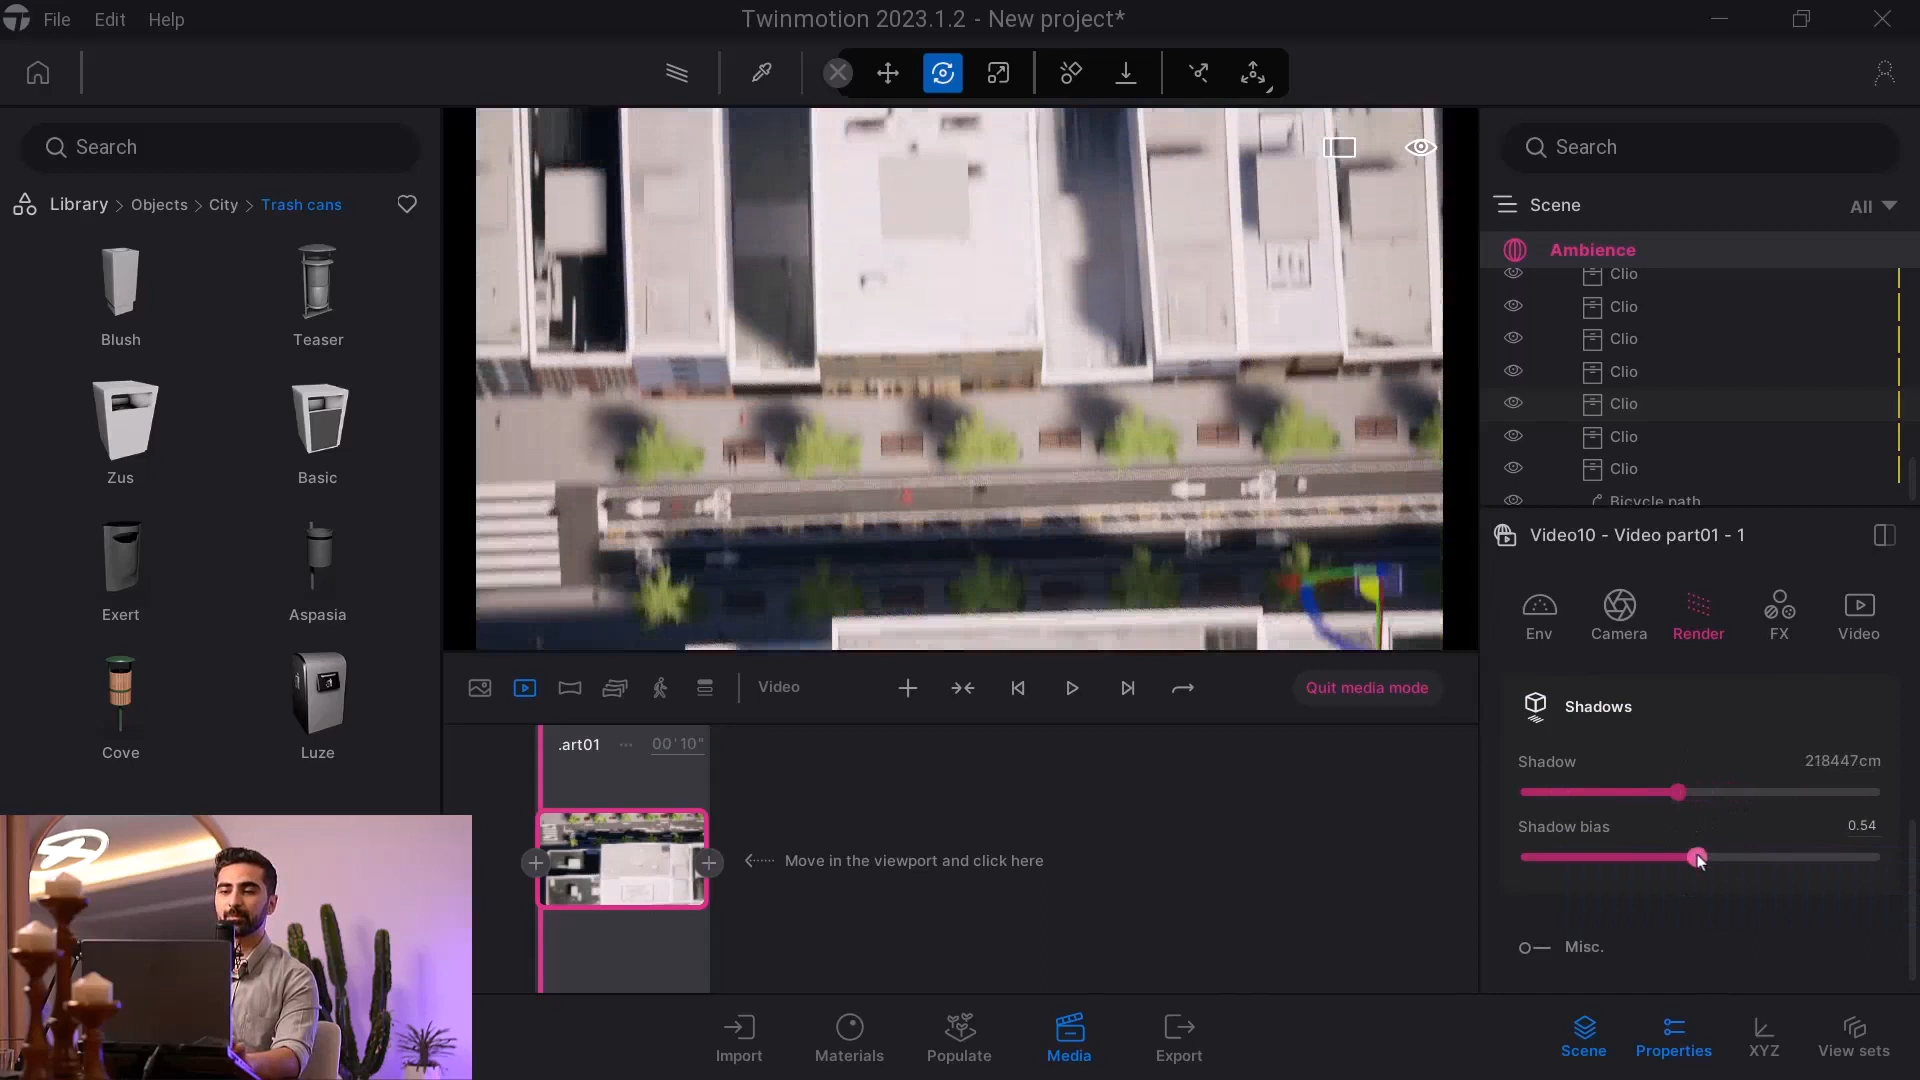 File Edit Help
Twinmotion 2023.1.2 - New project*
Search
Library > Objects > City > Trash cans
Blush
Teaser
Zus
Basic
Exert
Aspasia
Cove
Luze
Video
Quit media mode
.art01 ... 00'10"
Move in the viewport and click here
Import
Materials
Populate
Media
Export
Search
Scene
All
Ambience
Clio
Clio
Clio
Clio
Clio
Clio
Clio
Bicycle path
Video10 - Video part01 - 1
Env
Camera
Render
FX
Video
Shadows
Shadow 218447cm
Shadow bias 0.54
Misc.
Scene
Properties
XYZ
View sets